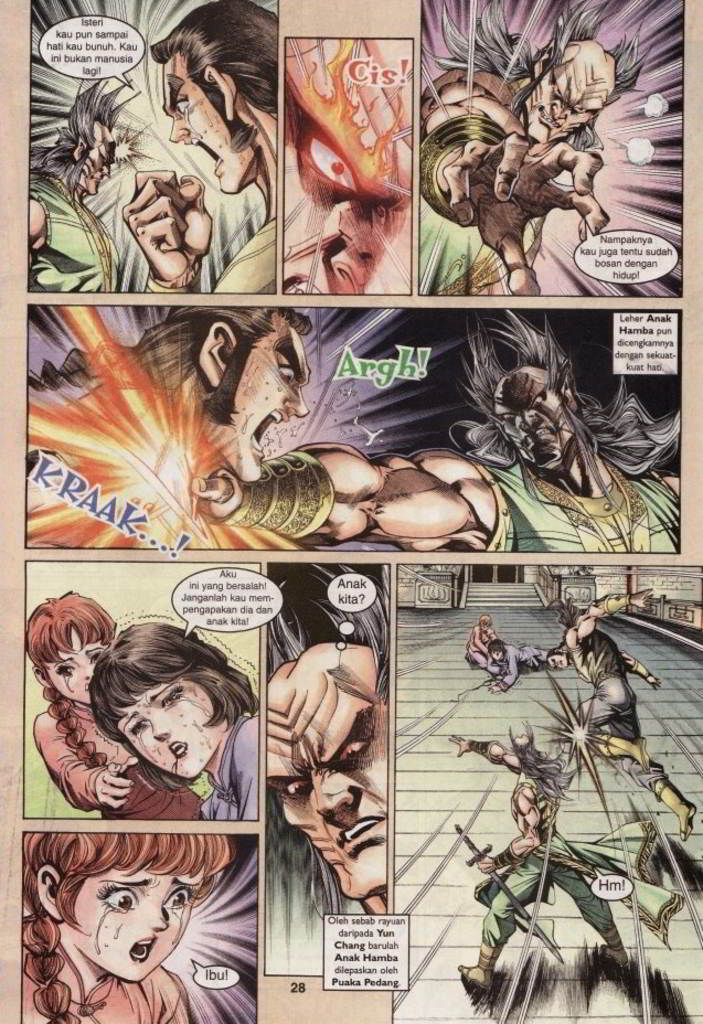 Isteri
kau pun sampai
hati kau bunuh. Kau
ini bukan manusia
lagi!
Cis!
Nampaknya
kau juga tentu sudah
bosan dengan
hidup!
Leher Anak
Hamba pun
dicengkamnya
dengan sekuat-
kuat hati.
Argh!
KRAAK....!
Aku
ini yang bersalah!
Janganlah kau mem-
pengapakan dia dan
anak kita!
Anak
kita?
Ibu!
Hm!
Oleh sebab rayuan
daripada Yun
Chang barulah
Anak Hamba
dilepaskan oleh
Puaka Pedang.
28